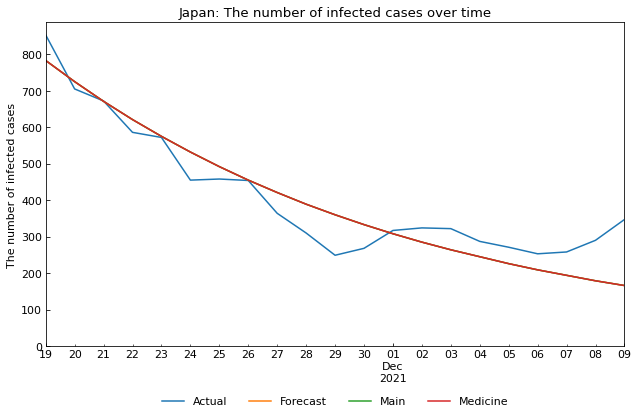 Japan: The number of infected cases over time
The number of infected cases
800
700
600
500
400
300
200
100
0
19 20 21 22 23 24 25 26 27 28 29 30 01 02 03 04 05 06 07 08 09
Dec
2021
Actual Forecast Main Medicine